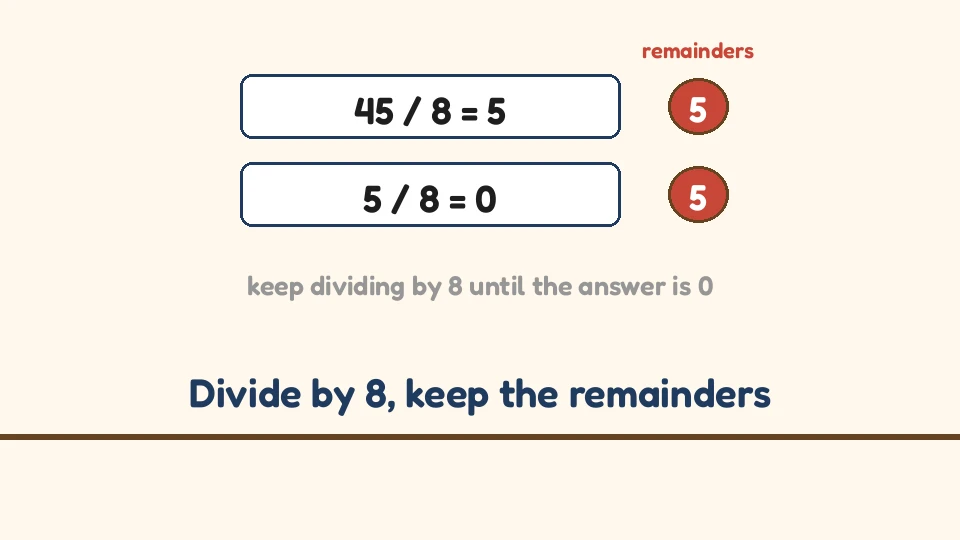 remainders
45 / 8 = 5
5
5 / 8 = 0
5
keep dividing by 8 until the answer is 0
Divide by 8, keep the remainders